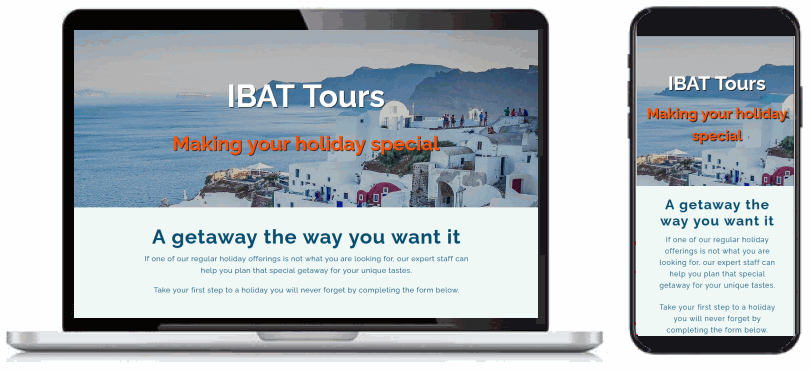 IBAT Tours
Making your holiday special
A getaway the way you want it
If one of our regular holiday offerings is not what you are looking for, our expert staff can
help you plan that special getaway for your unique tastes.
Take your first step to a holiday you will never forget by completing the form below.
IBAT Tours
Making your holiday
special
A getaway the
way you want it
If one of our regular holiday
offerings is not what you are
looking for, our expert staff can
help you plan that special
getaway for your unique tastes.
Take your first step to a holiday
you will never forget by
completing the form below.